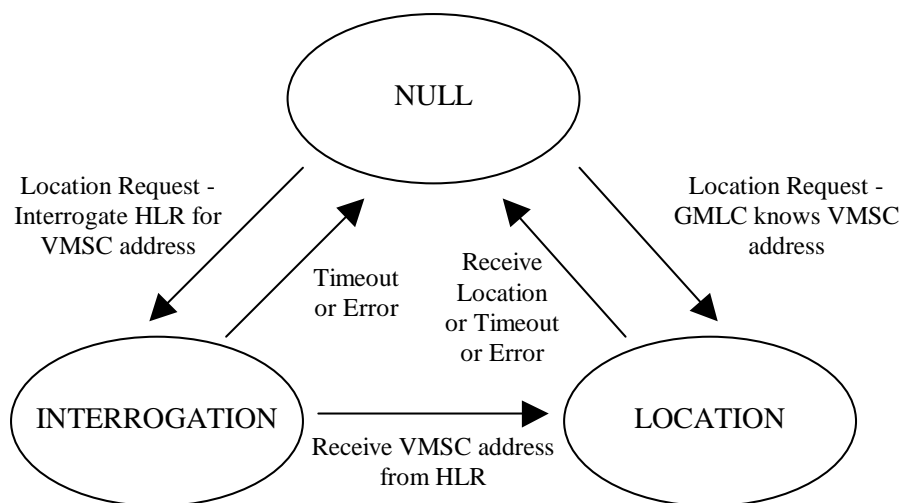 NULL
Location Request -
Interrogate HLR for
VMSC address
Location Request -
GMLC knows VMSC
address
Timeout
or Error
Receive
Location
or Timeout
or Error
INTERROGATION
LOCATION
Receive VMSC address
from HLR